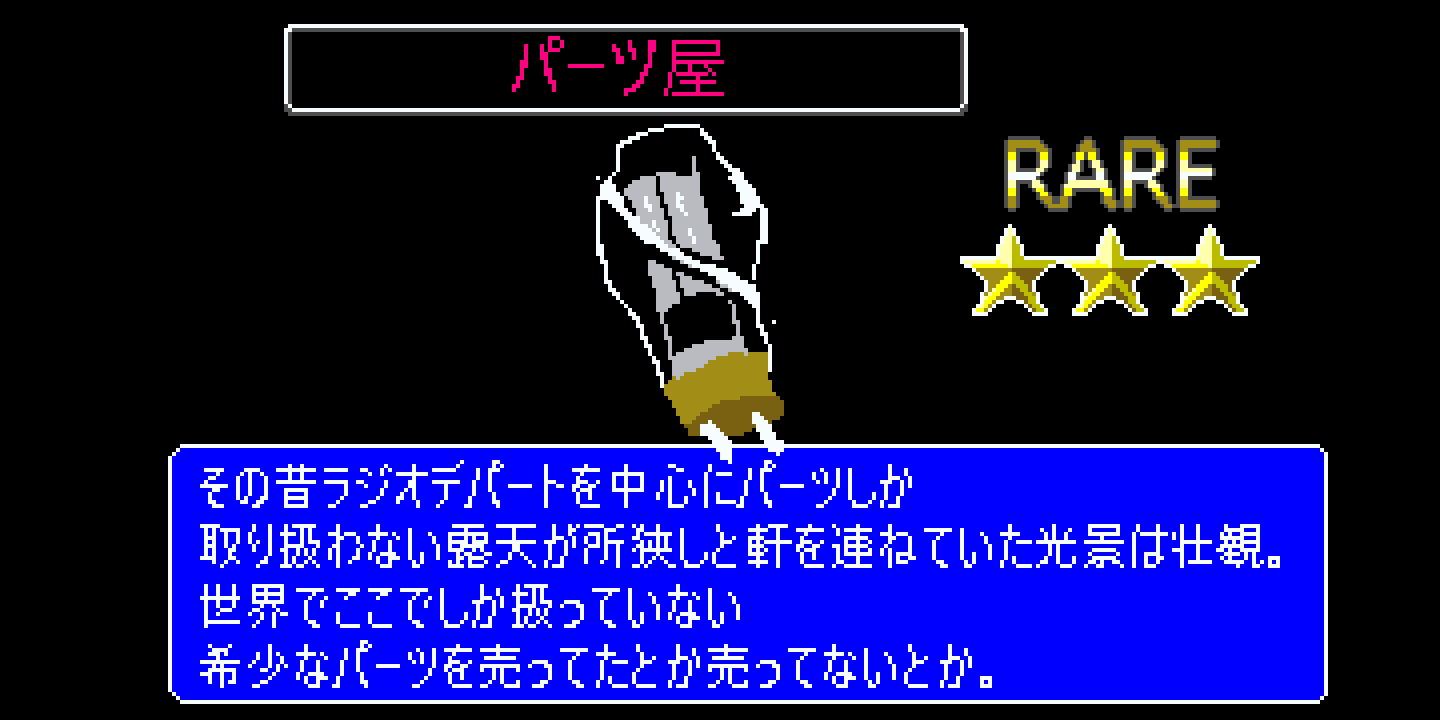 パーツ屋
RARE
その昔ラジオデパートを中心にパーツしか
取り扱わない露天が所狭しと軒を連ねていた光景は壮観。
世界でここでしか扱っていない
希少なパーツを売ってたとか売ってないとか。